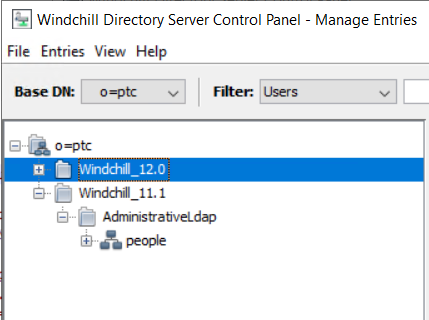 Windchill Directory Server Control Panel - Manage Entries
File Entries View Help
Base DN: o=ptc Filter: Users
o=ptc
Windchill_12.0
Windchill_11.1
AdministrativeLdap
people